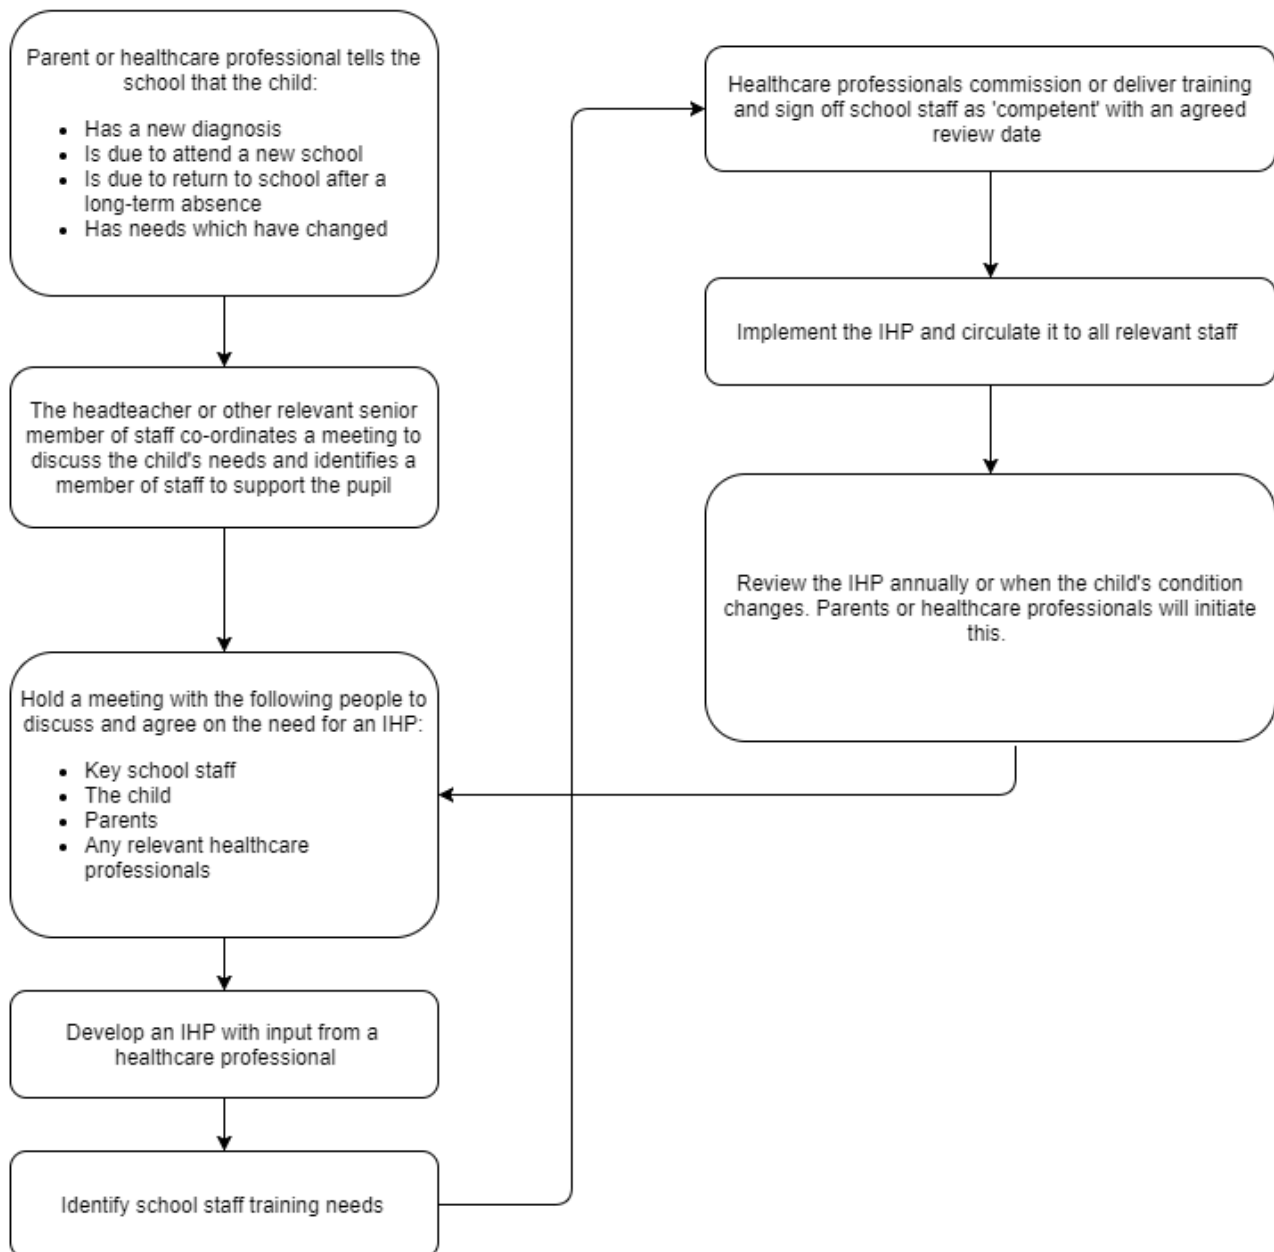 Parent or healthcare professional tells the
school that the child:
• Has a new diagnosis
• Is due to attend a new school
• Is due to return to school after a
long-term absence
• Has needs which have changed
The headteacher or other relevant senior
member of staff co-ordinates a meeting to
discuss the child's needs and identifies a
member of staff to support the pupil
Hold a meeting with the following people to
discuss and agree on the need for an IHP:
• Key school staff
• The child
• Parents
• Any relevant healthcare
professionals
Develop an IHP with input from a
healthcare professional
Identify school staff training needs
Healthcare professionals commission or deliver training
and sign off school staff as 'competent' with an agreed
review date
Implement the IHP and circulate it to all relevant staff
Review the IHP annually or when the child's condition
changes. Parents or healthcare professionals will initiate
this.